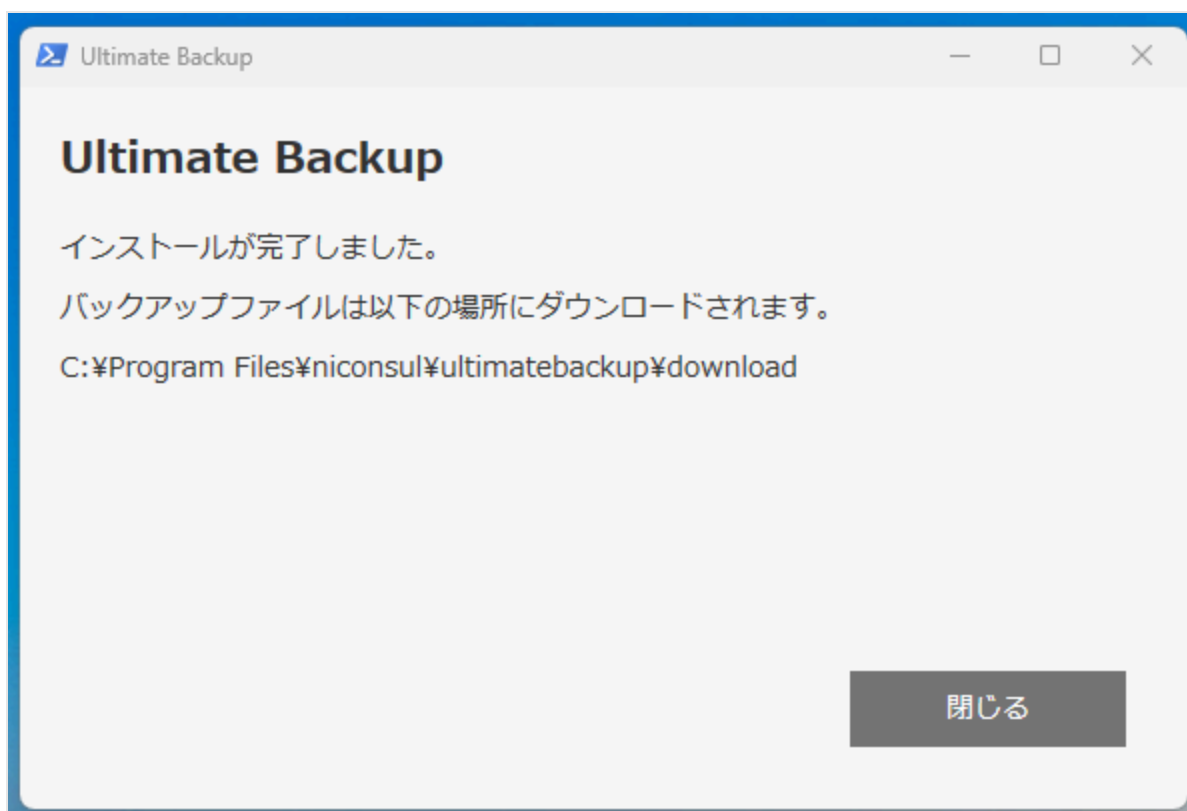 Ultimate Backup
Ultimate Backup
インストールが完了しました。
バックアップファイルは以下の場所にダウンロードされます。
C:¥Program Files¥niconsul¥ultimatebackup¥download
閉じる